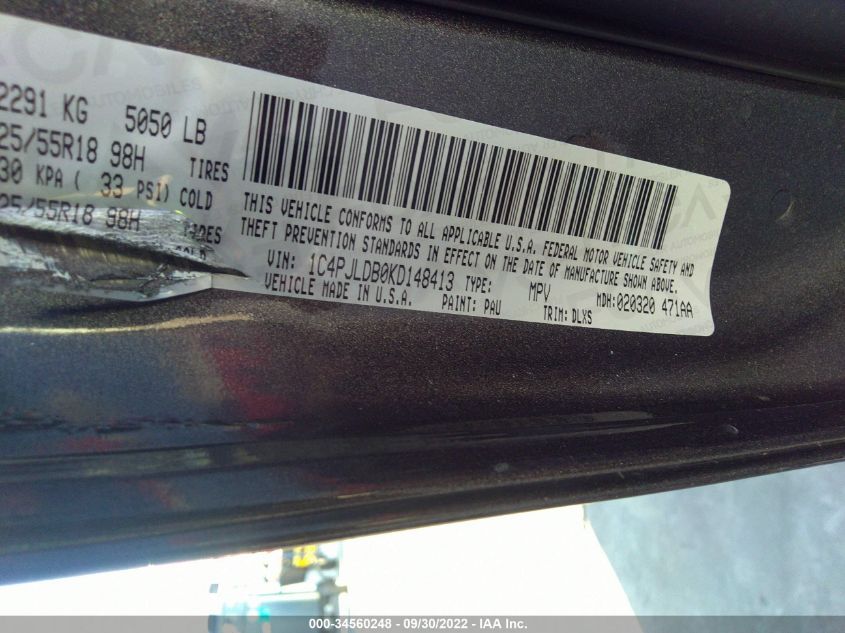 2291 KG 5050 LB
25/55R18 98H TIRES
30 KPA ( 33 PSI) COLD
25/55R18 98H TIRES
THIS VEHICLE CONFORMS TO ALL APPLICABLE U.S.A. FEDERAL MOTOR VEHICLE SAFETY AND
THEFT PREVENTION STANDARDS IN EFFECT ON THE DATE OF MANUFACTURE SHOWN ABOVE.
VIN: 1C4PJLDB0KD148413 TYPE: MPV MDH: 020320 471AA
VEHICLE MADE IN U.S.A. PAINT: PAU TRIM: DLXS
000-34560248 - 09/30/2022 - IAA Inc.